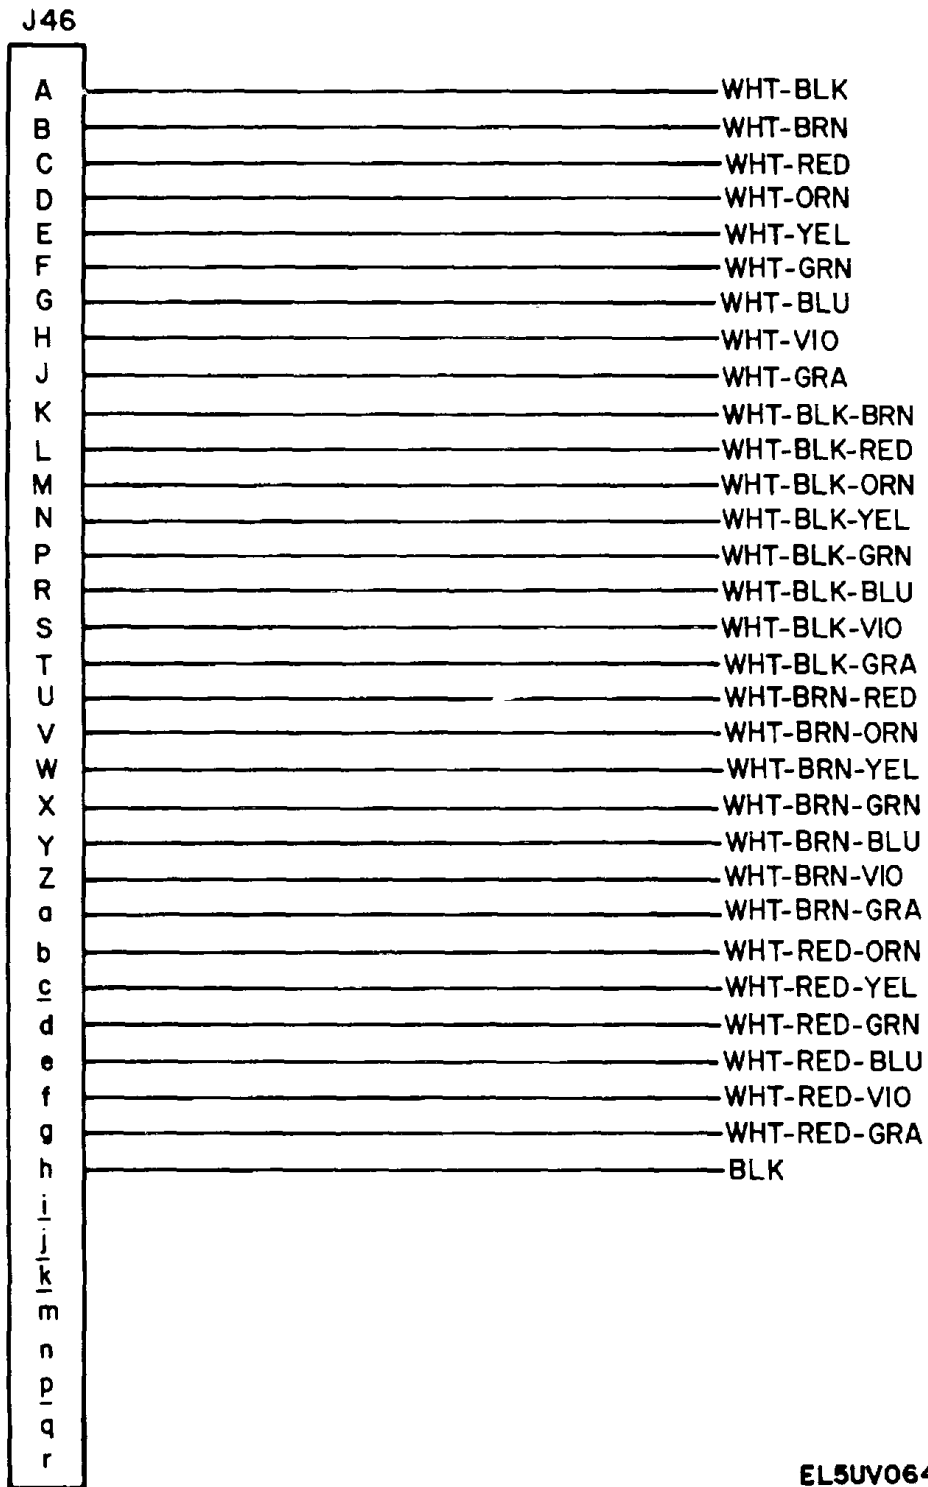 J46
A WHT-BLK
B WHT-BRN
C WHT-RED
D WHT-ORN
E WHT-YEL
F WHT-GRN
G WHT-BLU
H WHT-VIO
J WHT-GRA
K WHT-BLK-BRN
L WHT-BLK-RED
M WHT-BLK-ORN
N WHT-BLK-YEL
P WHT-BLK-GRN
R WHT-BLK-BLU
S WHT-BLK-VIO
T WHT-BLK-GRA
U WHT-BRN-RED
V WHT-BRN-ORN
W WHT-BRN-YEL
X WHT-BRN-GRN
Y WHT-BRN-BLU
Z WHT-BRN-VIO
a WHT-BRN-GRA
b WHT-RED-ORN
c WHT-RED-YEL
d WHT-RED-GRN
e WHT-RED-BLU
f WHT-RED-VIO
g WHT-RED-GRA
h BLK
i
j
k
m
n
p
q
r
EL5UV064